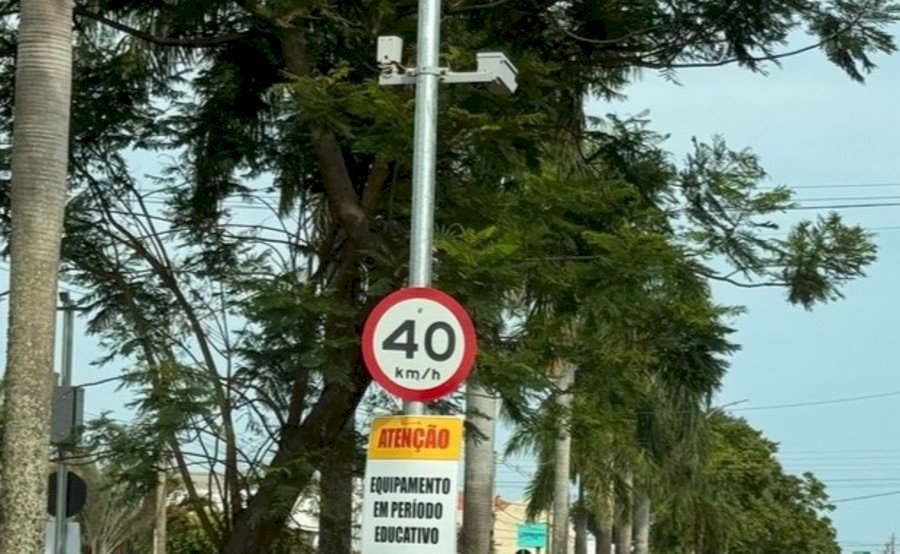 40
km/h
ATENÇÃO
EQUIPAMENTO
EM PERÍODO
EDUCATIVO